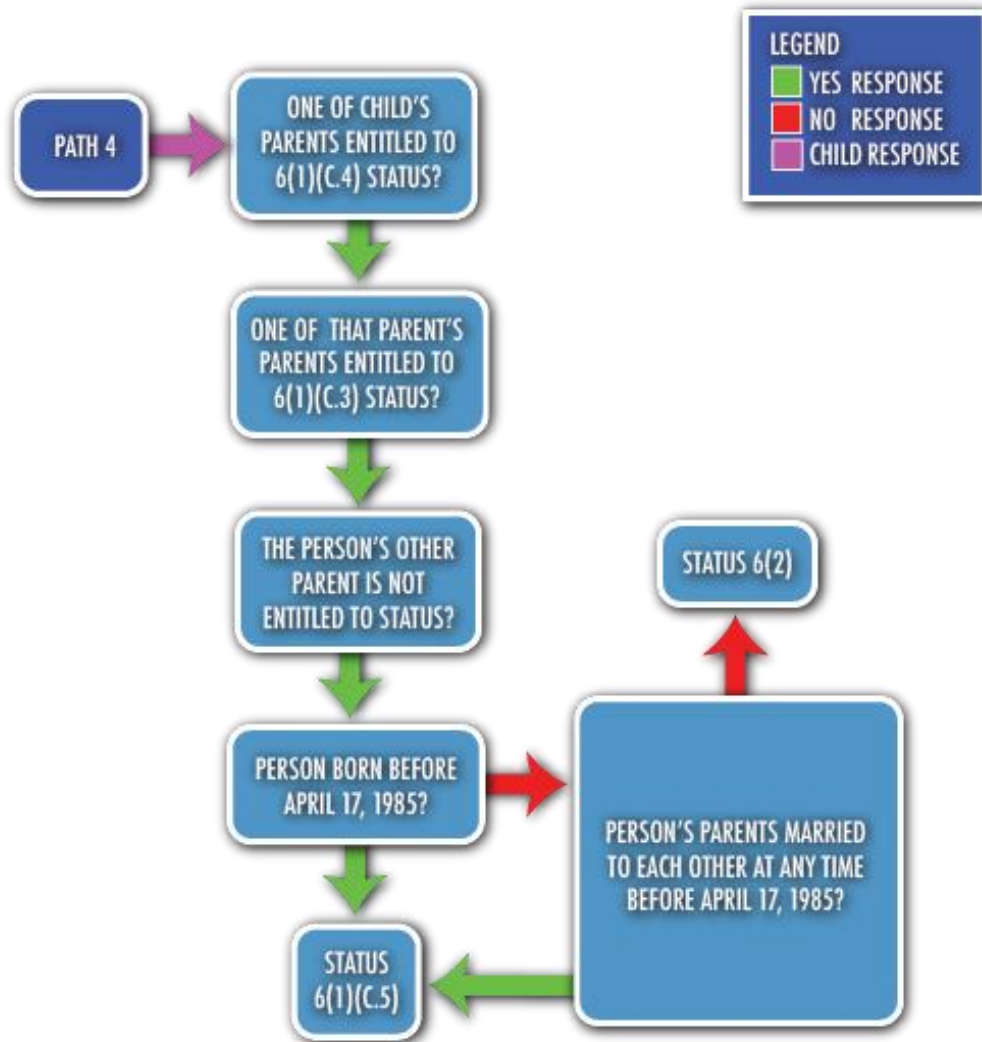 LEGEND
YES RESPONSE
NO RESPONSE
CHILD RESPONSE
PATH 4
ONE OF CHILD'S
PARENTS ENTITLED TO
6(1)(C.4) STATUS?
ONE OF THAT PARENT'S
PARENTS ENTITLED TO
6(1)(C.3) STATUS?
THE PERSON'S OTHER
PARENT IS NOT
ENTITLED TO STATUS?
STATUS 6(2)
PERSON BORN BEFORE
APRIL 17, 1985?
PERSON'S PARENTS MARRIED
TO EACH OTHER AT ANY TIME
BEFORE APRIL 17, 1985?
STATUS
6(1)(C.5)